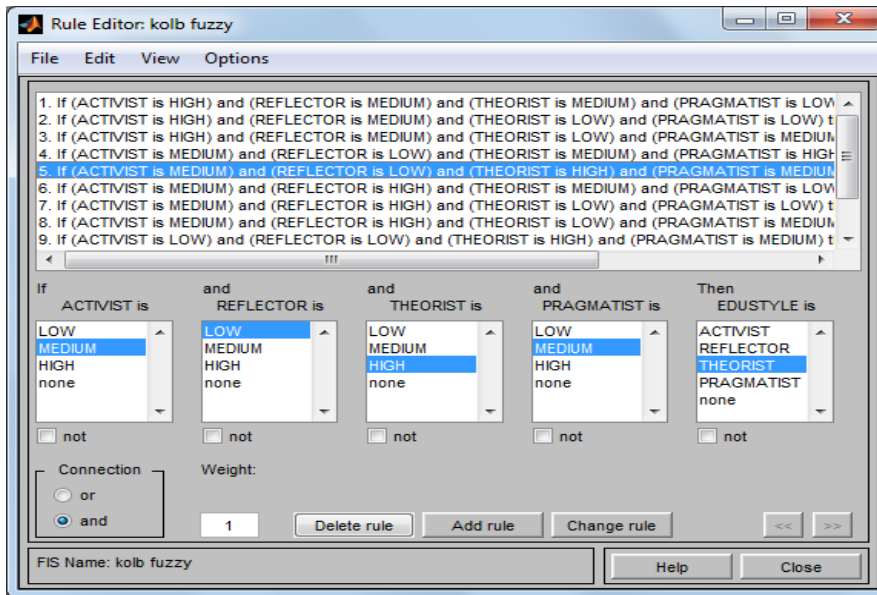 Rule Editor: kolb fuzzy
File Edit View Options
1. If (ACTIVIST is HIGH) and (REFLECTOR is MEDIUM) and (THEORIST is MEDIUM) and (PRAGMATIST is LOW
2. If (ACTIVIST is HIGH) and (REFLECTOR is MEDIUM) and (THEORIST is LOW) and (PRAGMATIST is LOW) t
3. If (ACTIVIST is HIGH) and (REFLECTOR is LOW) and (THEORIST is LOW) and (PRAGMATIST is MEDIUM
4. If (ACTIVIST is MEDIUM) and (REFLECTOR is LOW) and (THEORIST is MEDIUM) and (PRAGMATIST is HIGH
5. If (ACTIVIST is MEDIUM) and (REFLECTOR is LOW) and (THEORIST is HIGH) and (PRAGMATIST is MEDIUM
6. If (ACTIVIST is MEDIUM) and (REFLECTOR is HIGH) and (THEORIST is MEDIUM) and (PRAGMATIST is LOW
7. If (ACTIVIST is MEDIUM) and (REFLECTOR is HIGH) and (THEORIST is LOW) and (PRAGMATIST is LOW) t
8. If (ACTIVIST is MEDIUM) and (REFLECTOR is HIGH) and (THEORIST is LOW) and (PRAGMATIST is MEDIUM
9. If (ACTIVIST is LOW) and (REFLECTOR is LOW) and (THEORIST is HIGH) and (PRAGMATIST is MEDIUM) t
If and and and Then
ACTIVIST is REFLECTOR is THEORIST is PRAGMATIST is EDUSTYLE is
LOW LOW LOW LOW ACTIVIST
MEDIUM MEDIUM MEDIUM MEDIUM REFLECTOR
HIGH HIGH HIGH HIGH THEORIST
none none none none PRAGMATIST
none
not not not not not
Connection Weight:
or
and 1 Delete rule Add rule Change rule << >>
FIS Name: kolb fuzzy Help Close